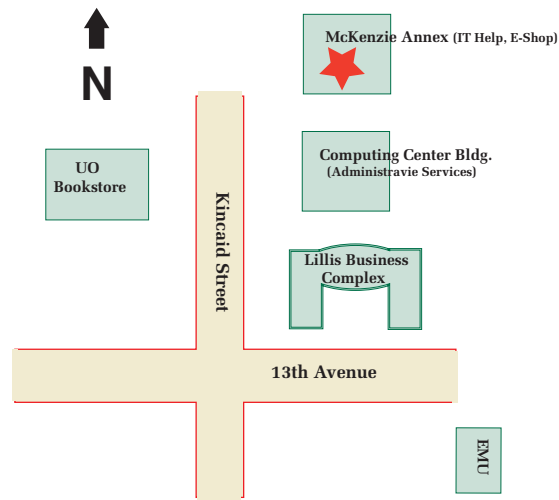 McKenzie Annex (IT Help, E-Shop)
N
UO
Bookstore
Computing Center Bldg.
(Administravie Services)
Kincaid Street
Lillis Business
Complex
13th Avenue
EMU